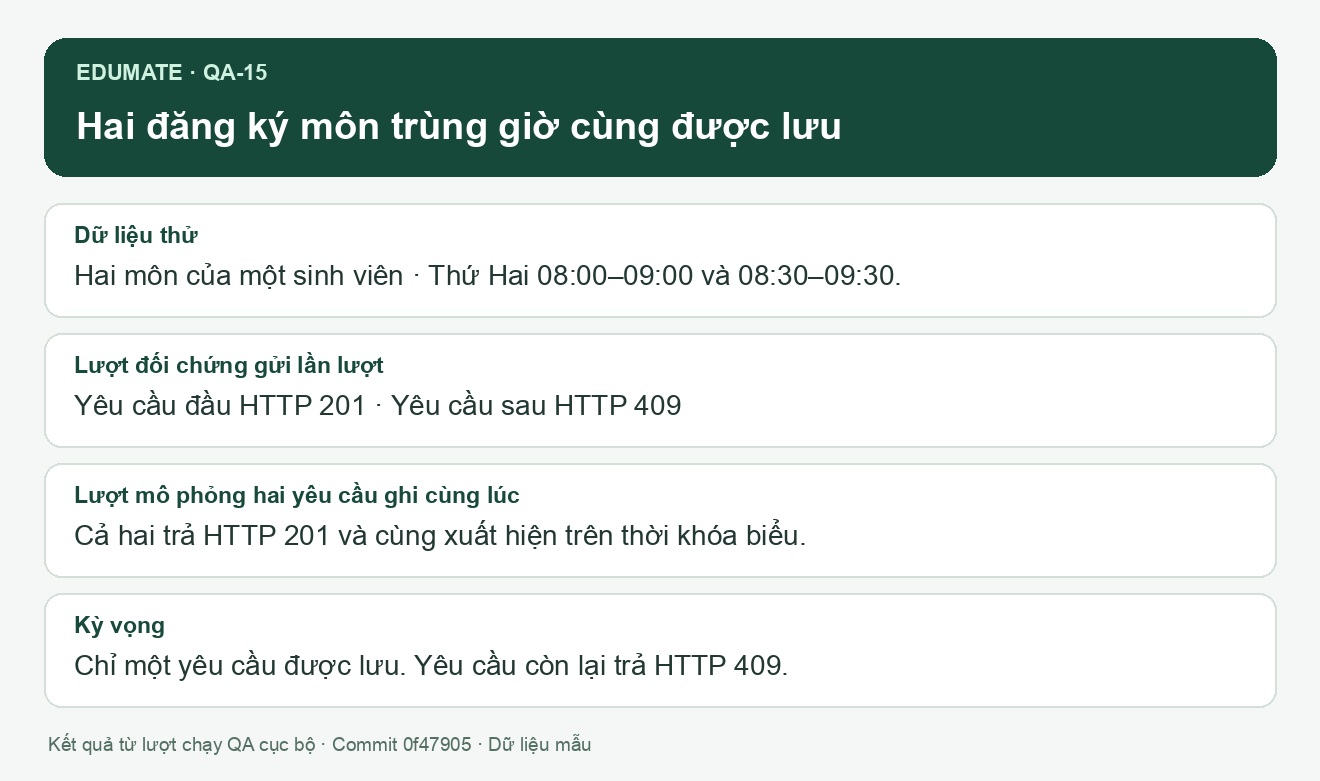 EDUMATE · QA-15
Hai đăng ký môn trùng giờ cùng được lưu
Dữ liệu thử
Hai môn của một sinh viên · Thứ Hai 08:00–09:00 và 08:30–09:30.
Lượt đối chứng gửi lần lượt
Yêu cầu đầu HTTP 201 · Yêu cầu sau HTTP 409
Lượt mô phỏng hai yêu cầu ghi cùng lúc
Cả hai trả HTTP 201 và cùng xuất hiện trên thời khóa biểu.
Kỳ vọng
Chỉ một yêu cầu được lưu. Yêu cầu còn lại trả HTTP 409.
Kết quả từ lượt chạy QA cục bộ · Commit 0f47905 · Dữ liệu mẫu